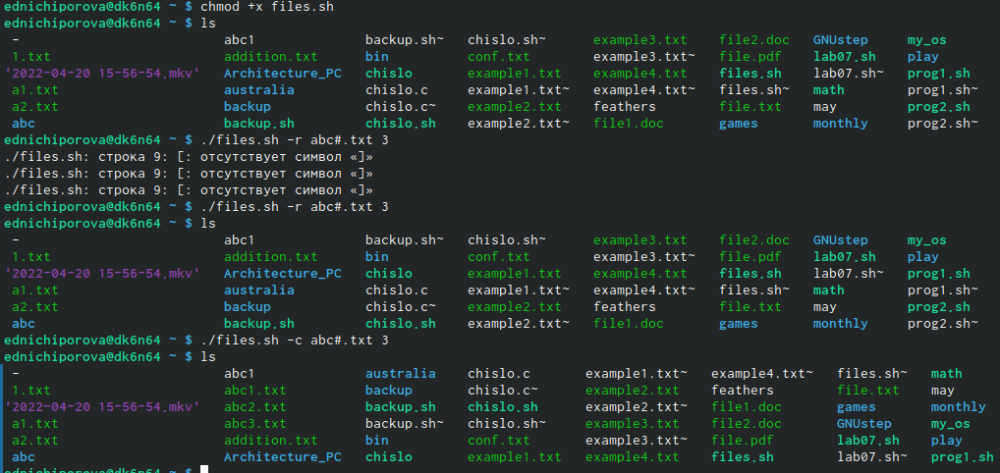 ednichiporova@dk6n64 ~ $ chmod +x files.sh
ednichiporova@dk6n64 ~ $ ls
 -                          abc1             backup.sh~   chislo.sh~     example3.txt    file2.doc   GNUstep    my_os
 1.txt                      addition.txt     bin          conf.txt       example3.txt~   file.pdf    lab07.sh   play
'2022-04-20 15-56-54.mkv'   Architecture_PC  chislo       example1.txt   example4.txt    files.sh    lab07.sh~  prog1.sh
 a1.txt                     australia        chislo.c     example1.txt~  example4.txt~   files.sh~   math       prog1.sh~
 a2.txt                     backup           chislo.c~    example2.txt   feathers        file.txt    may        prog2.sh
 abc                        backup.sh        chislo.sh    example2.txt~  file1.doc       games       monthly    prog2.sh~
ednichiporova@dk6n64 ~ $ ./files.sh -r abc#.txt 3
./files.sh: строка 9: [: отсутствует символ «]»
./files.sh: строка 9: [: отсутствует символ «]»
./files.sh: строка 9: [: отсутствует символ «]»
ednichiporova@dk6n64 ~ $ ./files.sh -r abc#.txt 3
ednichiporova@dk6n64 ~ $ ls
 -                          abc1             backup.sh~   chislo.sh~     example3.txt    file2.doc   GNUstep    my_os
 1.txt                      addition.txt     bin          conf.txt       example3.txt~   file.pdf    lab07.sh   play
'2022-04-20 15-56-54.mkv'   Architecture_PC  chislo       example1.txt   example4.txt    files.sh    lab07.sh~  prog1.sh
 a1.txt                     australia        chislo.c     example1.txt~  example4.txt~   files.sh~   math       prog1.sh~
 a2.txt                     backup           chislo.c~    example2.txt   feathers        file.txt    may        prog2.sh
 abc                        backup.sh        chislo.sh    example2.txt~  file1.doc       games       monthly    prog2.sh~
ednichiporova@dk6n64 ~ $ ./files.sh -c abc#.txt 3
ednichiporova@dk6n64 ~ $ ls
 -                          abc1             australia    chislo.c       example1.txt~   example4.txt~   files.sh~   math
 1.txt                      abc1.txt         backup       chislo.c~      example2.txt    feathers        file.txt    may
'2022-04-20 15-56-54.mkv'   abc2.txt         backup.sh    chislo.sh      example2.txt~   file1.doc       games       monthly
 a1.txt                     abc3.txt         backup.sh~   chislo.sh~     example3.txt    file2.doc       GNUstep     my_os
 a2.txt                     addition.txt     bin          conf.txt       example3.txt~   file.pdf        lab07.sh    play
 abc                        Architecture_PC  chislo       example1.txt   example4.txt    files.sh        lab07.sh~   prog1.sh
ednichiporova@dk6n64 ~ $